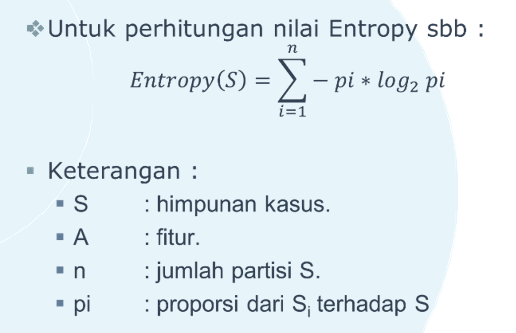 ❖Untuk perhitungan nilai Entropy sbb :
Entropy(S) = ∑ⁿᵢ₌₁ − pi ∗ log₂ pi
▪ Keterangan :
▪ S : himpunan kasus.
▪ A : fitur.
▪ n : jumlah partisi S.
▪ pi : proporsi dari Sᵢ terhadap S